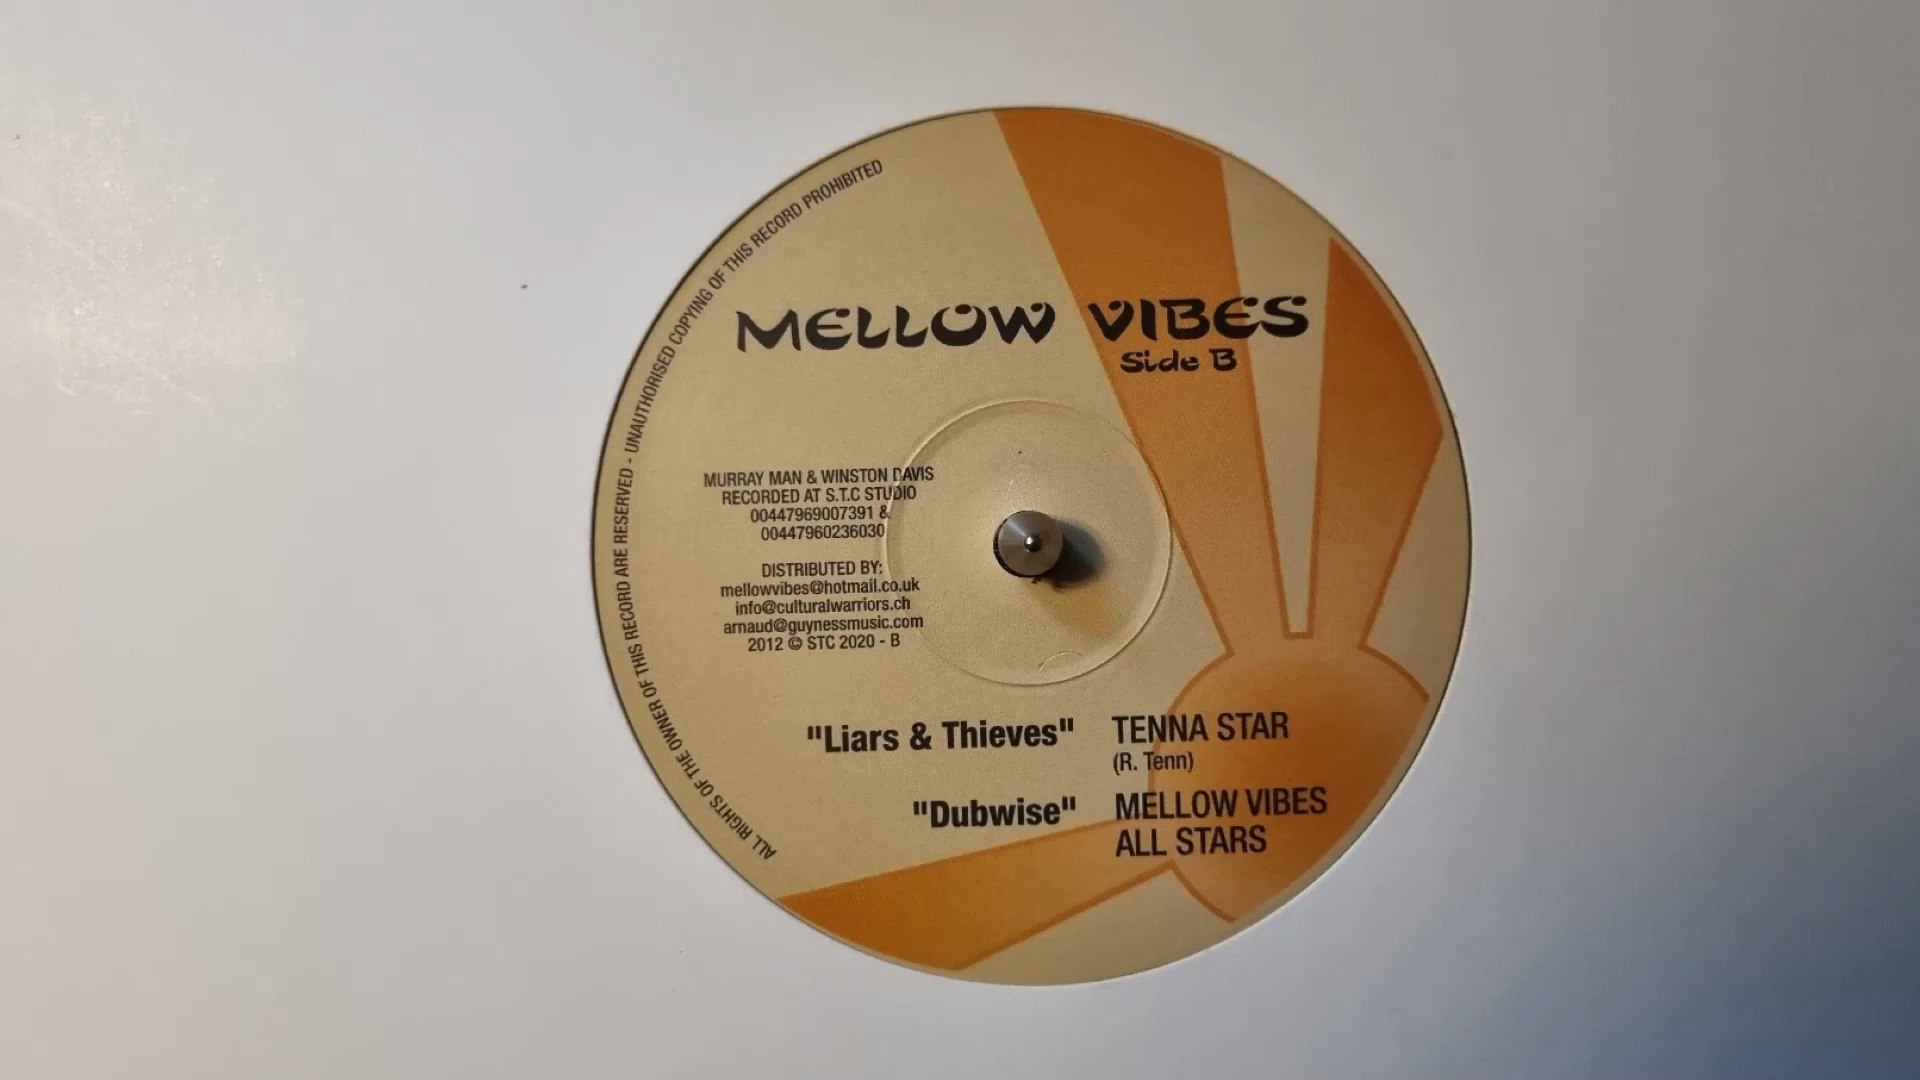 ALL RIGHTS OF THE OWNER OF THIS RECORD ARE RESERVED - UNAUTHORISED COPYING OF THIS RECORD PROHIBITED
MELLOW VIBES
Side B
MURRAY MAN & WINSTON DAVIS
RECORDED AT S.T.C STUDIO
00447969007391 &
00447960236030
DISTRIBUTED BY:
mellowvibes@hotmail.co.uk
info@culturalwarriors.ch
arnaud@guynessmusic.com
2012 © STC 2020 - B
"Liars & Thieves" TENNA STAR
(R. Tenn)
"Dubwise" MELLOW VIBES
ALL STARS